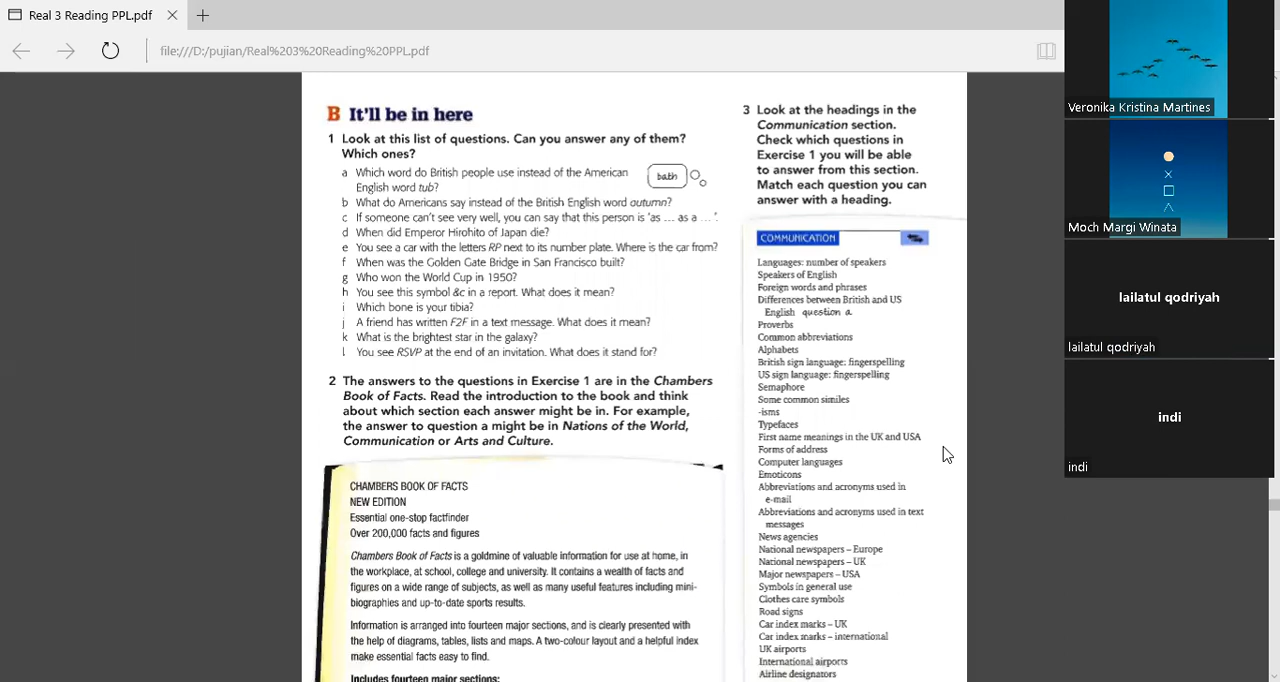 Real 3 Reading PPL.pdf
file:///D:/pujian/Real%203%20Reading%20PPL.pdf
B It'll be in here
1 Look at this list of questions. Can you answer any of them?
Which ones?
a Which word do British people use instead of the American
English word tub?
bath
b What do Americans say instead of the British English word autumn?
c If someone can't see very well, you can say that this person is 'as ... as a ... '.
d When did Emperor Hirohito of Japan die?
e You see a car with the letters RP next to its number plate. Where is the car from?
f When was the Golden Gate Bridge in San Francisco built?
g Who won the World Cup in 1950?
h You see this symbol &c in a report. What does it mean?
i Which bone is your tibia?
j A friend has written F2F in a text message. What does it mean?
k What is the brightest star in the galaxy?
l You see RSVP at the end of an invitation. What does it stand for?
2 The answers to the questions in Exercise 1 are in the Chambers
Book of Facts. Read the introduction to the book and think
about which section each answer might be in. For example,
the answer to question a might be in Nations of the World,
Communication or Arts and Culture.
CHAMBERS BOOK OF FACTS
NEW EDITION
Essential one-stop factfinder
Over 200,000 facts and figures
Chambers Book of Facts is a goldmine of valuable information for use at home, in
the workplace, at school, college and university. It contains a wealth of facts and
figures on a wide range of subjects, as well as many useful features including mini-
biographies and up-to-date sports results.
Information is arranged into fourteen major sections, and is clearly presented with
the help of diagrams, tables, lists and maps. A two-colour layout and a helpful index
make essential facts easy to find.
Includes fourteen major sections:
3 Look at the headings in the
Communication section.
Check which questions in
Exercise 1 you will be able
to answer from this section.
Match each question you can
answer with a heading.
COMMUNICATION
Languages: number of speakers
Speakers of English
Foreign words and phrases
Differences between British and US
English question a
Proverbs
Common abbreviations
Alphabets
British sign language: fingerspelling
US sign language: fingerspelling
Semaphore
Some common similes
-isms
Typefaces
First name meanings in the UK and USA
Forms of address
Computer languages
Emoticons
Abbreviations and acronyms used in
e-mail
Abbreviations and acronyms used in text
messages
News agencies
National newspapers – Europe
National newspapers – UK
Major newspapers – USA
Symbols in general use
Clothes care symbols
Road signs
Car index marks – UK
Car index marks – international
UK airports
International airports
Airline designators
Veronika Kristina Martines
Moch Margi Winata
lailatul qodriyah
lailatul qodriyah
indi
indi